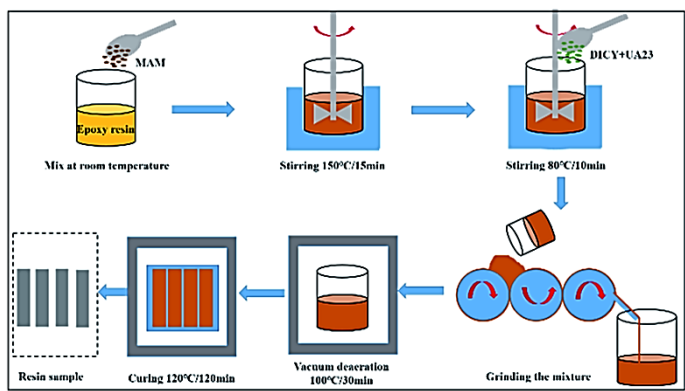 MAM
Epoxy resin
Mix at room temperature
Stirring 150℃/15min
DICY+UA23
Stirring 80℃/10min
Resin sample
Curing 120℃/120min
Vacuum deaeration
100℃/30min
Grinding the mixture